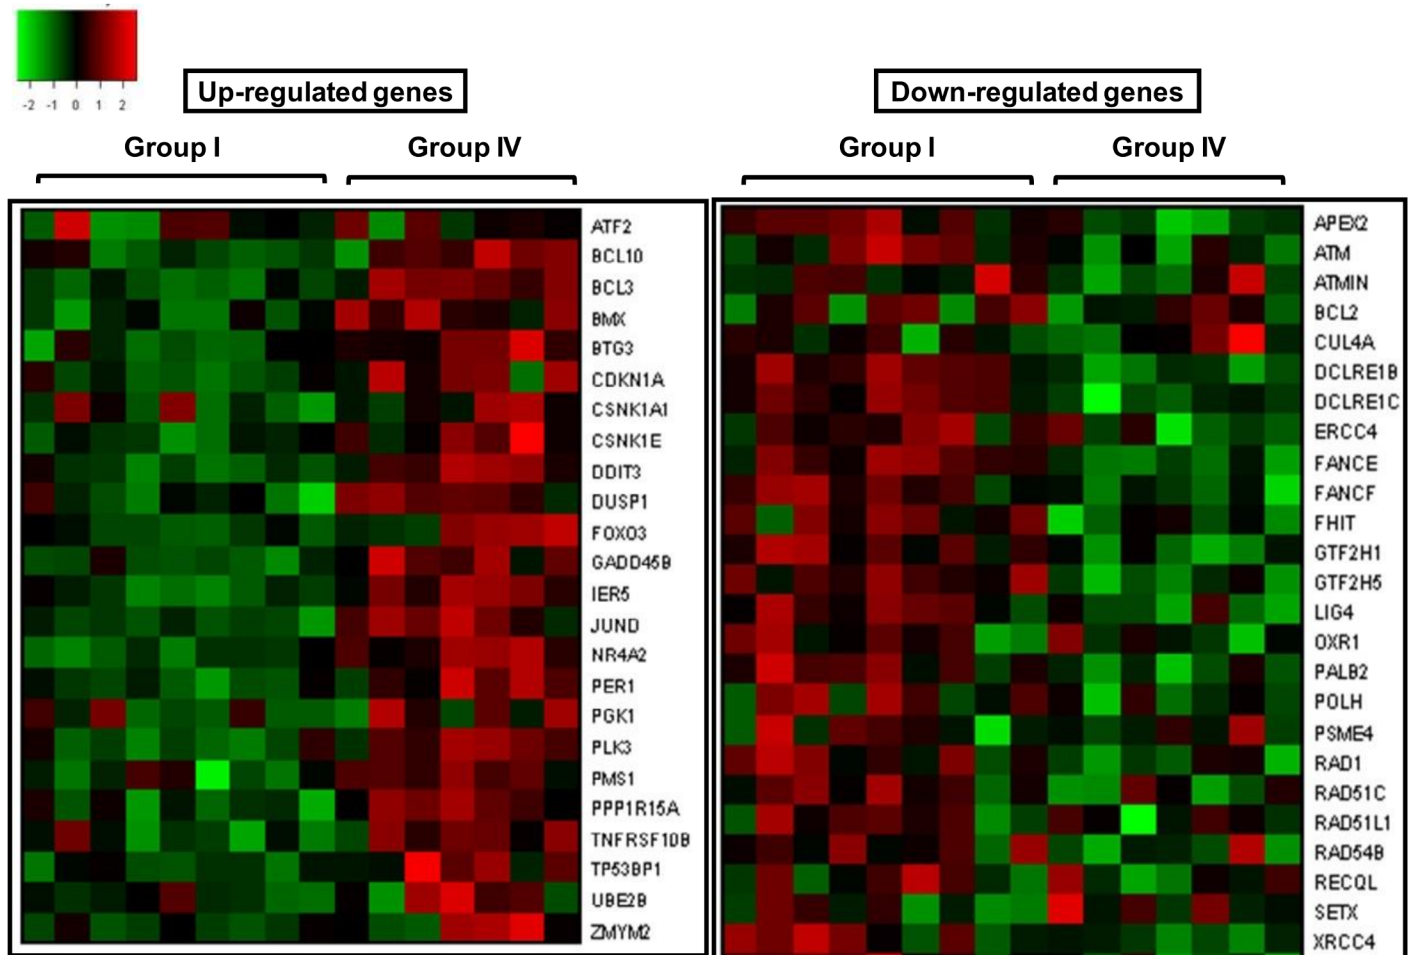 -2 -1 0 1 2
Up-regulated genes
Group I Group IV
ATF2
BCL10
BCL3
BMX
BTG3
CDKN1A
CSNK1A1
CSNK1E
DDIT3
DUSP1
FOXO3
GADD45B
IER5
JUND
NR4A2
PER1
PGK1
PLK3
PMS1
PPP1R15A
TNFRSF10B
TP53BP1
UBE2B
ZMYM2
Down-regulated genes
Group I Group IV
APEX2
ATM
ATMIN
BCL2
CUL4A
DCLRE1B
DCLRE1C
ERCC4
FANCE
FANCF
FHIT
GTF2H1
GTF2H5
LIG4
OXR1
PALB2
POLH
PSME4
RAD1
RAD51C
RAD51L1
RAD54B
RECQL
SETX
XRCC4